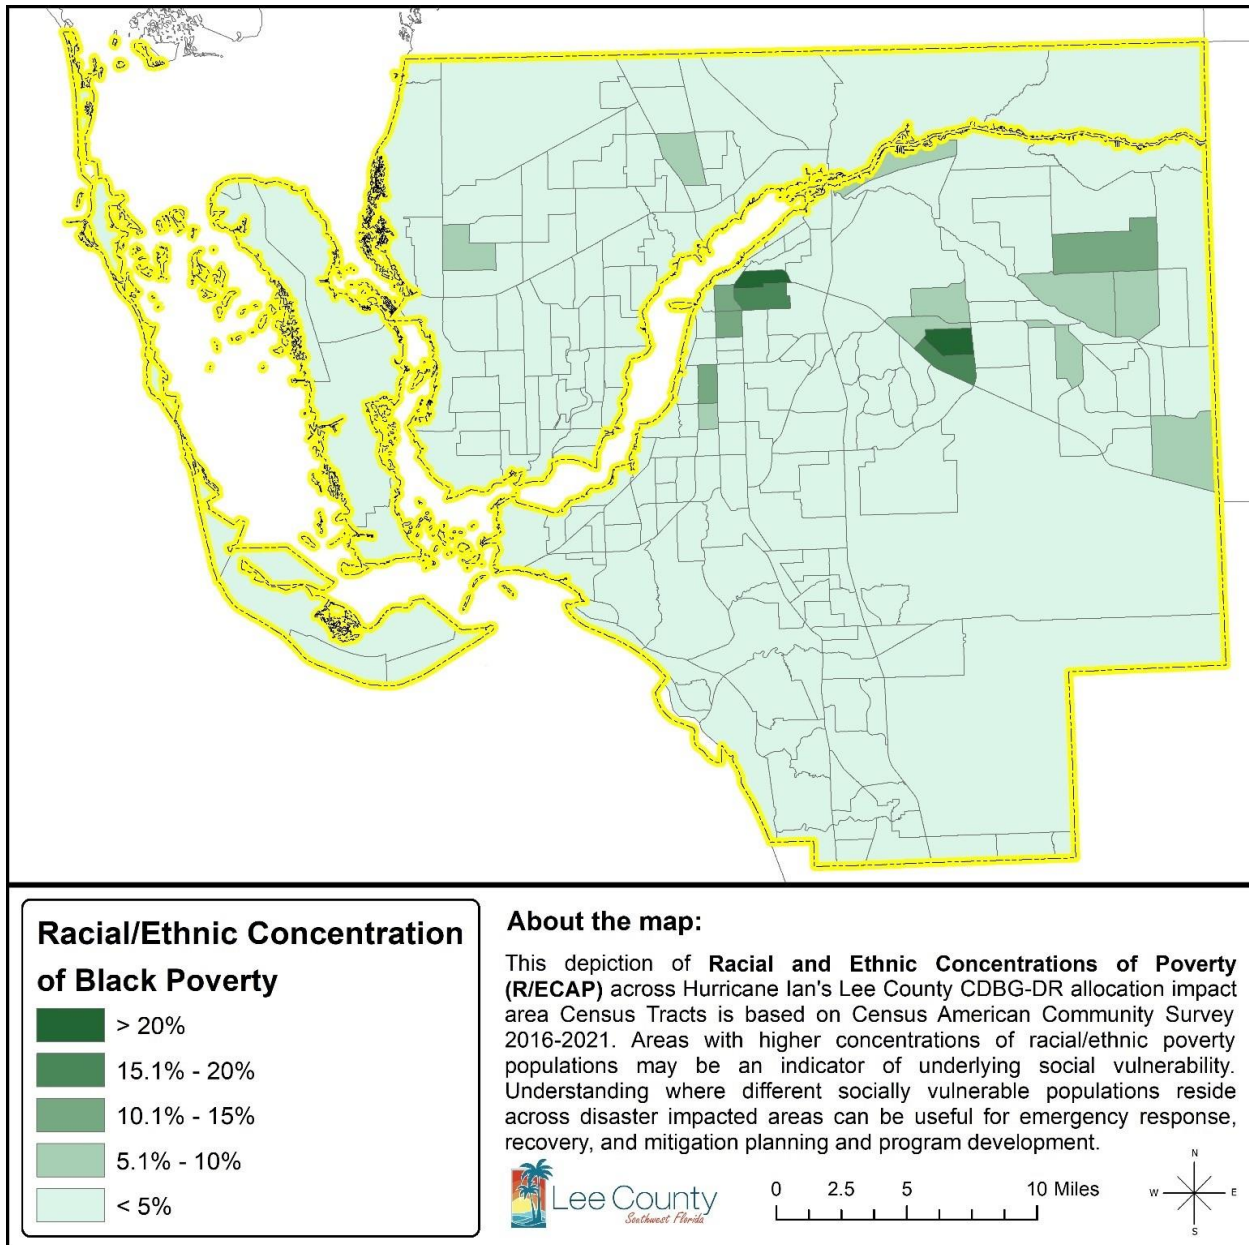 Racial/Ethnic Concentration
of Black Poverty
> 20%
15.1% - 20%
10.1% - 15%
5.1% - 10%
< 5%
About the map:
This depiction of Racial and Ethnic Concentrations of Poverty
(R/ECAP) across Hurricane Ian's Lee County CDBG-DR allocation impact
area Census Tracts is based on Census American Community Survey
2016-2021. Areas with higher concentrations of racial/ethnic poverty
populations may be an indicator of underlying social vulnerability.
Understanding where different socially vulnerable populations reside
across disaster impacted areas can be useful for emergency response,
recovery, and mitigation planning and program development.
Lee County
Southwest Florida
0 2.5 5 10 Miles
N
W E
S